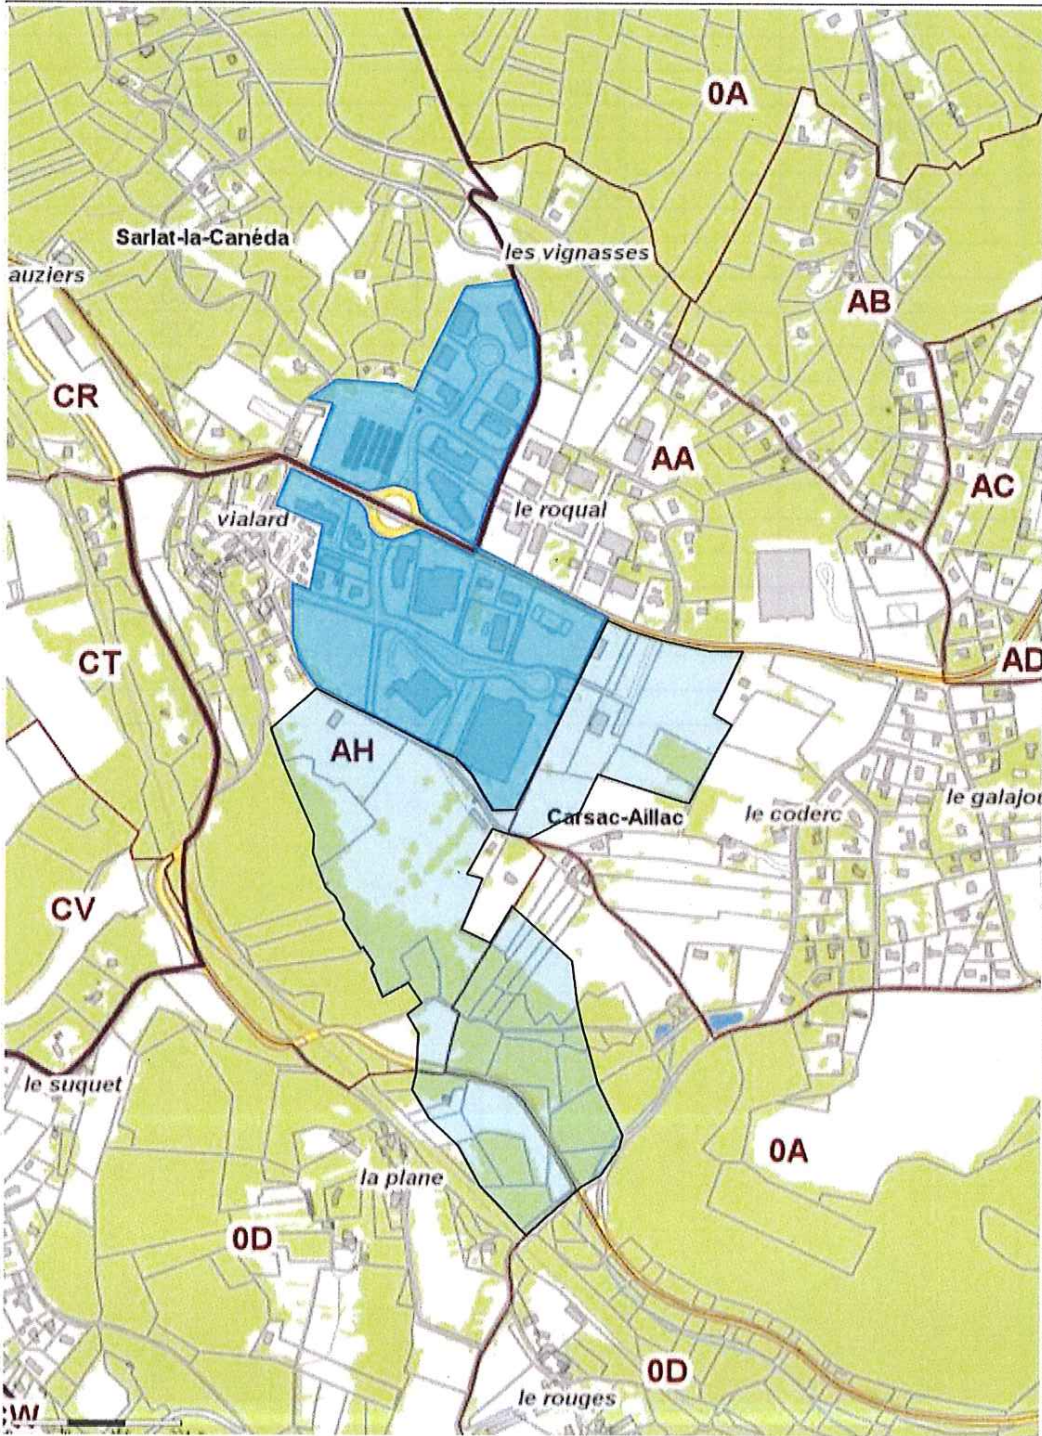 0A
Sarlat-la-Canéda
les vignasses
auziers
AB
CR
AA
AC
vialard
le roqual
CT
AD
AH
le galajou
Carsac-Aillac
le coderc
CV
le suquet
0A
la plane
0D
0D
le rouges